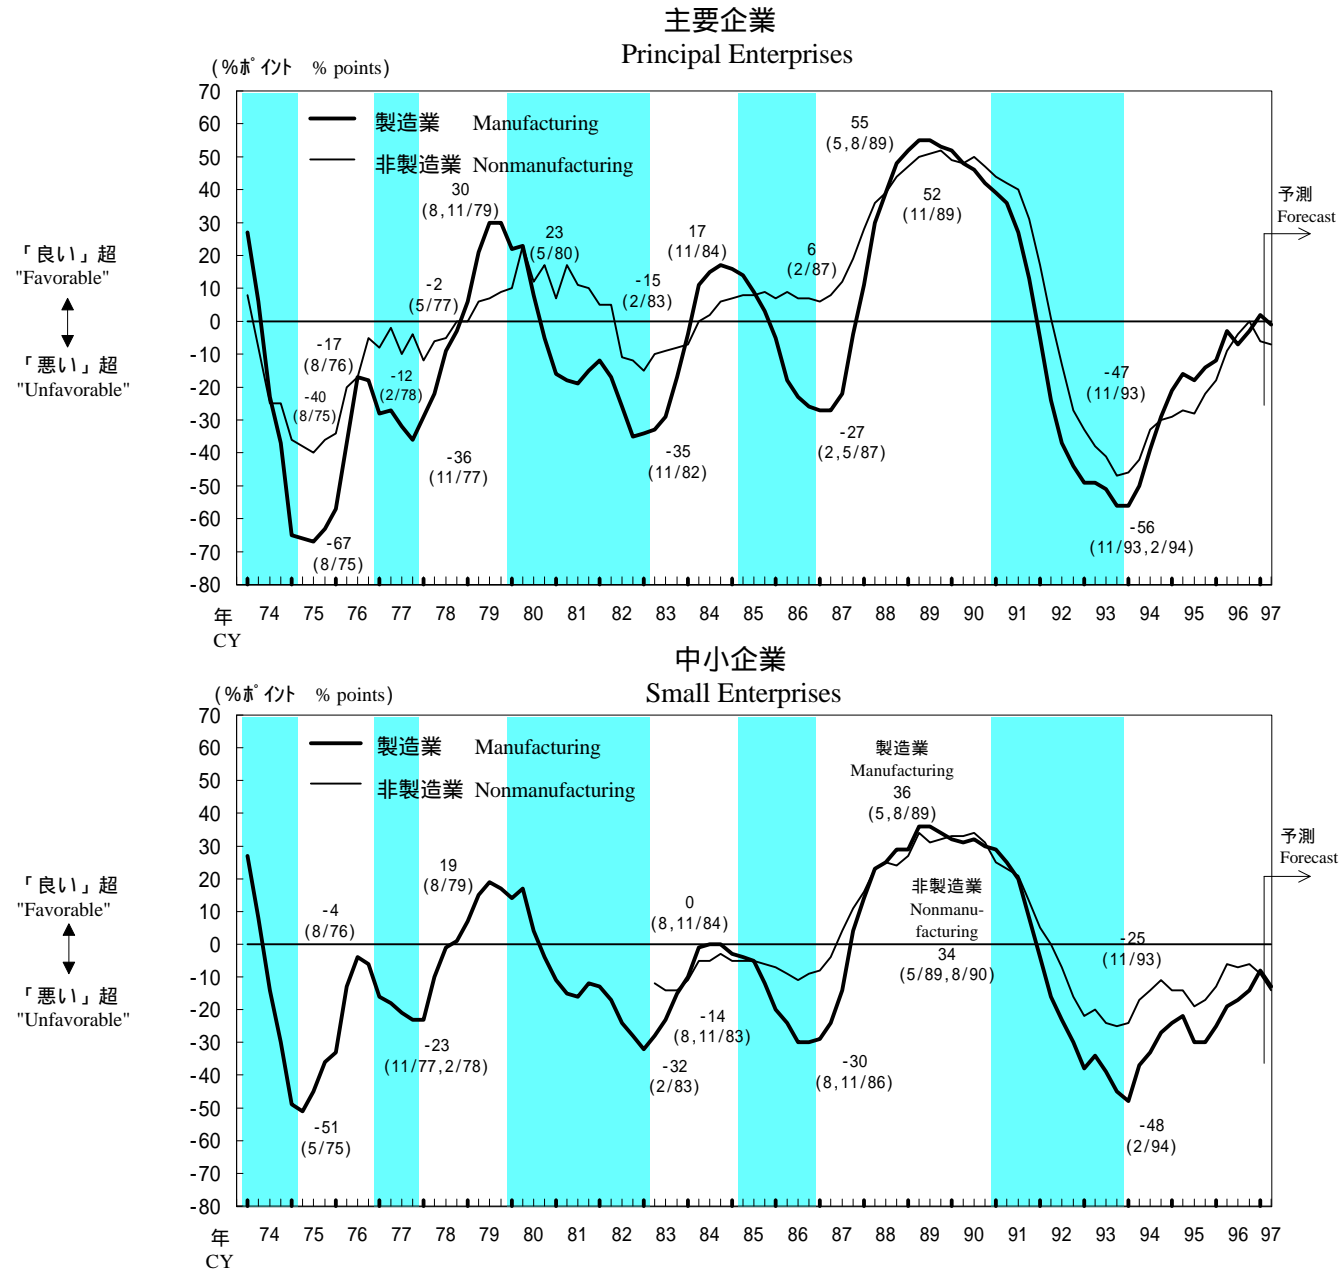 主要企業
Principal Enterprises
(%ﾎﾟｲﾝﾄ % points)
70
60
50
40
30
20
10
0
-10
-20
-30
-40
-50
-60
-70
-80
製造業 Manufacturing
非製造業 Nonmanufacturing
「良い」超
"Favorable"
「悪い」超
"Unfavorable"
30
(8,11/79)
-2
(5/77)
-17
(8/76)
-40
(8/75)
-12
(2/78)
-36
(11/77)
-67
(8/75)
23
(5/80)
-15
(2/83)
17
(11/84)
-35
(11/82)
6
(2/87)
-27
(2,5/87)
55
(5,8/89)
52
(11/89)
-47
(11/93)
-56
(11/93,2/94)
予測
Forecast
年
CY
74 75 76 77 78 79 80 81 82 83 84 85 86 87 88 89 90 91 92 93 94 95 96 97
中小企業
Small Enterprises
(%ﾎﾟｲﾝﾄ % points)
70
60
50
40
30
20
10
0
-10
-20
-30
-40
-50
-60
-70
-80
製造業 Manufacturing
非製造業 Nonmanufacturing
「良い」超
"Favorable"
「悪い」超
"Unfavorable"
19
(8/79)
-4
(8/76)
-23
(11/77,2/78)
-51
(5/75)
0
(8,11/84)
-14
(8,11/83)
-32
(2/83)
-30
(8,11/86)
製造業
Manufacturing
36
(5,8/89)
非製造業
Nonmanu-
facturing
34
(5/89,8/90)
-25
(11/93)
-48
(2/94)
予測
Forecast
年
CY
74 75 76 77 78 79 80 81 82 83 84 85 86 87 88 89 90 91 92 93 94 95 96 97